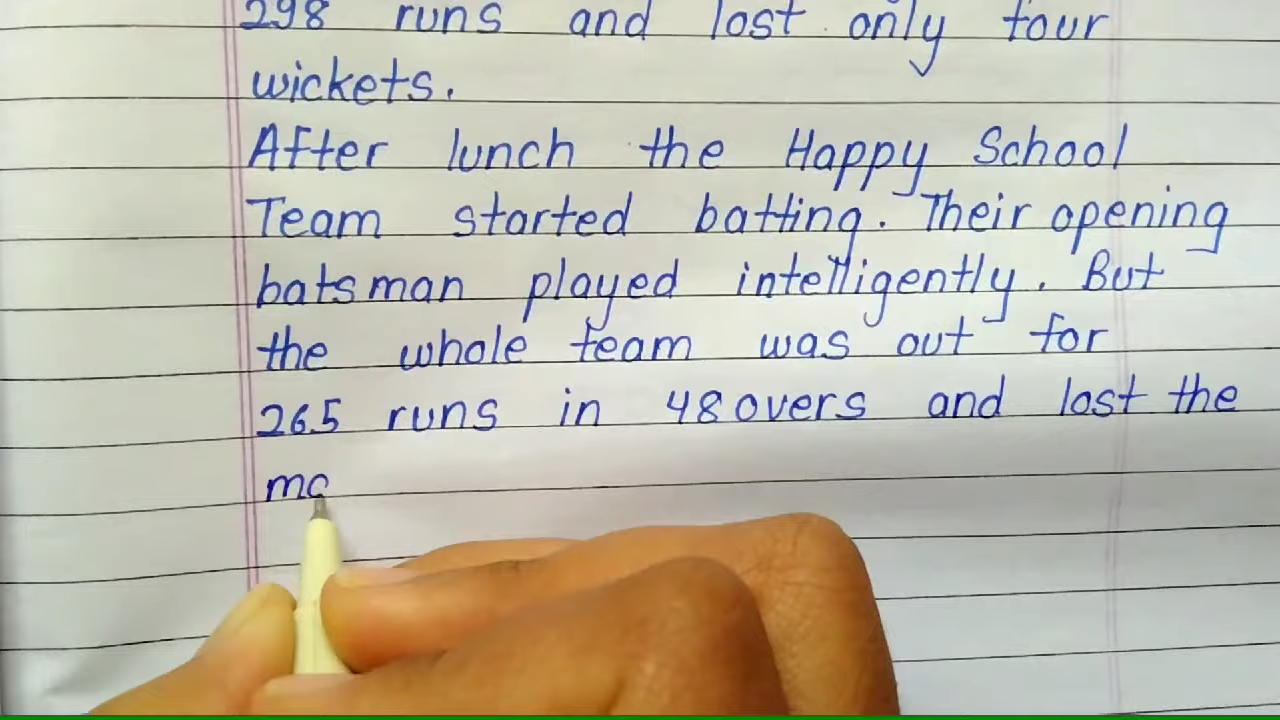 298 runs and lost only four
wickets.
After lunch the Happy School
Team started batting. Their opening
batsman played intelligently. But
the whole team was out for
265 runs in 48 overs and lost the